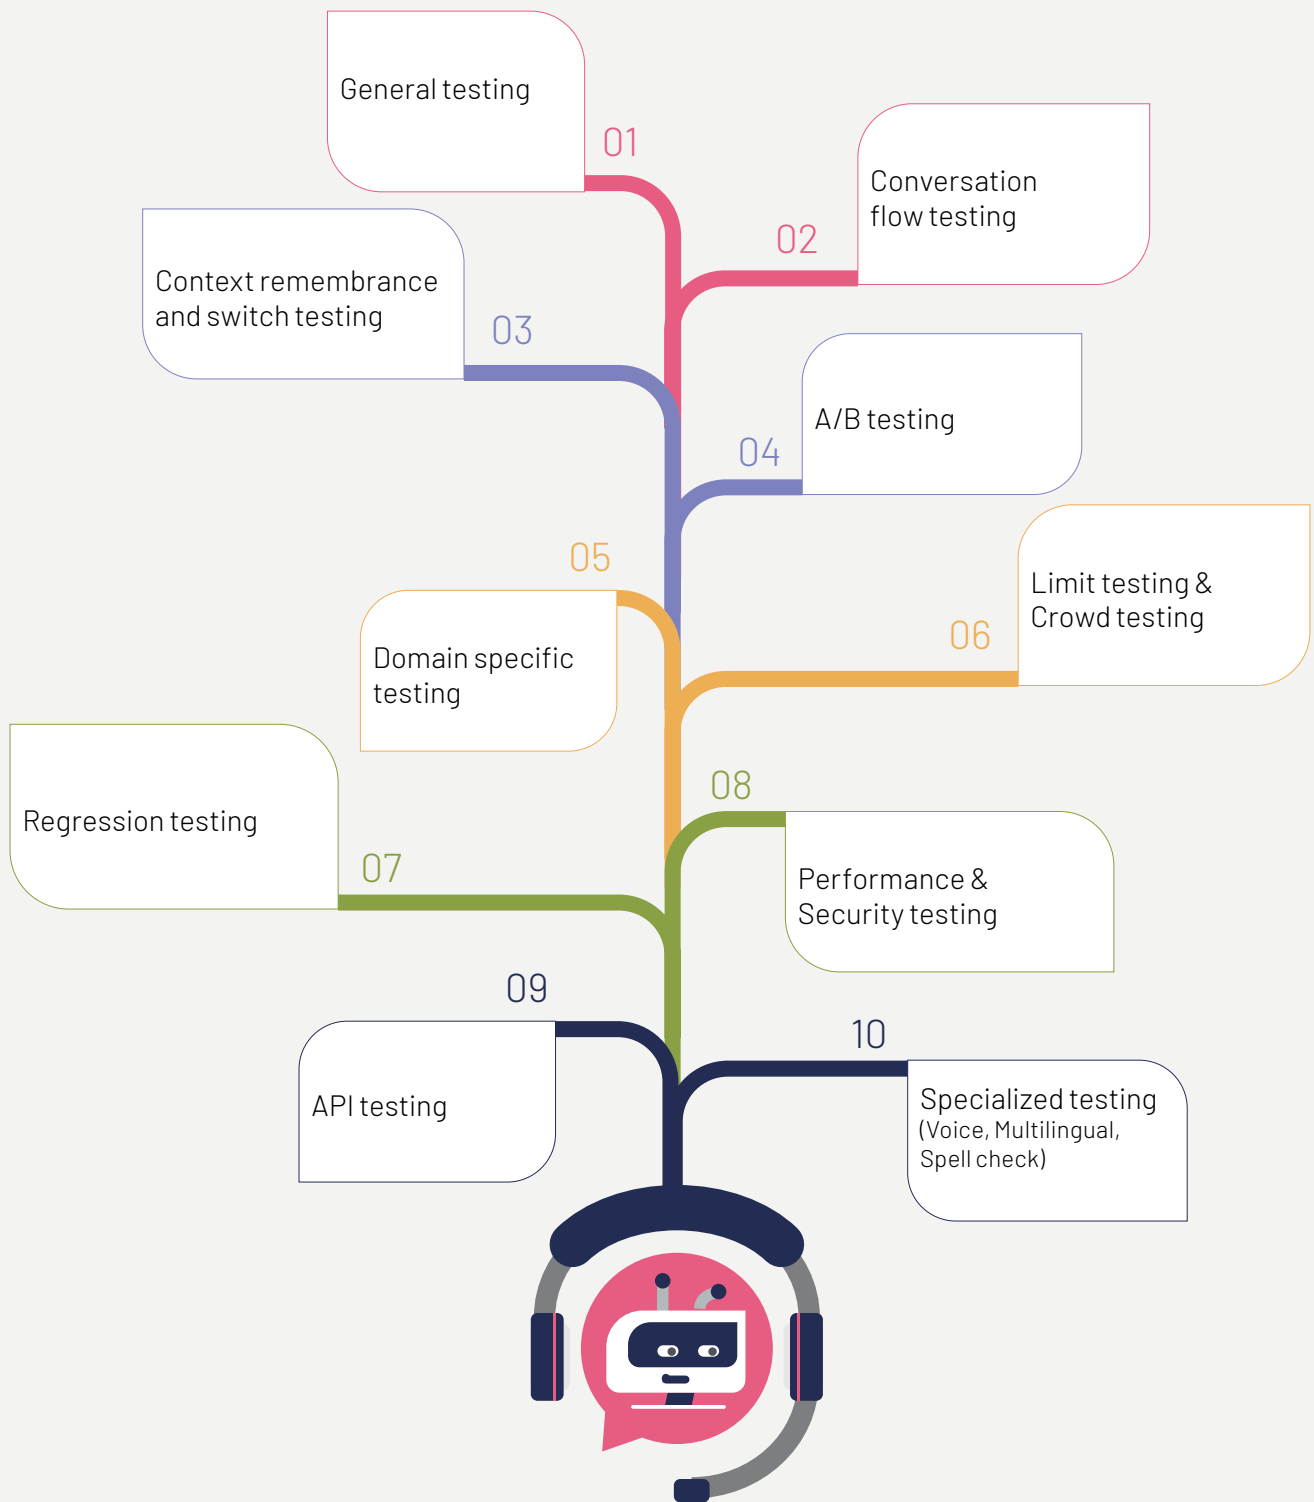 General testing
01
Conversation
flow testing
02
Context remembrance
and switch testing
03
A/B testing
04
05
Domain specific
testing
Limit testing &
Crowd testing
06
Regression testing
07
08
Performance &
Security testing
09
API testing
10
Specialized testing
(Voice, Multilingual,
Spell check)